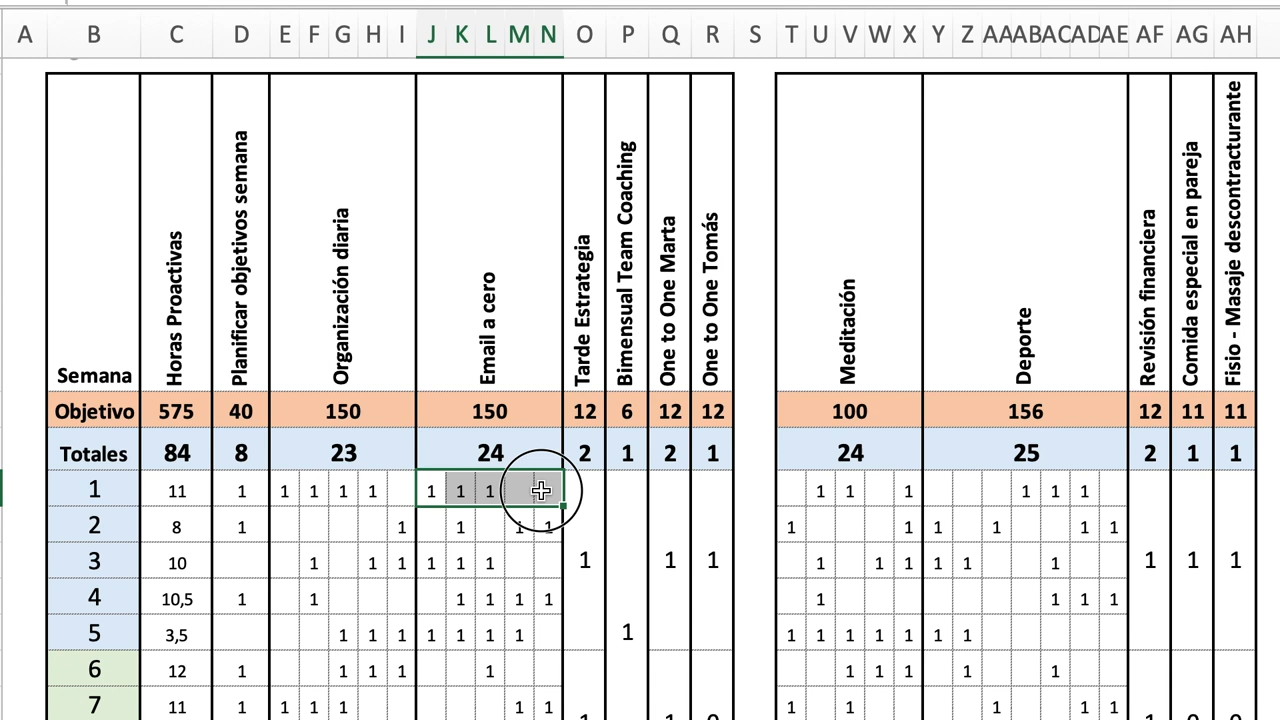 A B C D E F G H I J K L M N O P Q R S T U V W X Y Z AA AB AC AD AE AF AG AH
Semana Horas Proactivas Planificar objetivos semana Organización diaria Email a cero Tarde Estrategia Bimensual Team Coaching One to One Marta One to One Tomás Meditación Deporte Revisión financiera Comida especial en pareja Fisio - Masaje descontracturante
Objetivo 575 40 150 150 12 6 12 12 100 156 12 11 11
Totales 84 8 23 24 2 1 2 1 24 25 2 1 1
1 11 1 1 1 1 1 1 1 1 1 1 1 1 1 1
2 8 1 1 1 1 1 1 1 1 1 1 1
3 10 1 1 1 1 1 1 1 1 1 1 1 1 1 1 1 1 1 1
4 10,5 1 1 1 1 1 1 1 1 1 1
5 3,5 1 1 1 1 1 1 1 1 1 1 1 1 1 1 1
6 12 1 1 1 1 1 1 1 1 1 1
7 11 1 1 1 1 1 1 1 1 1 1 1